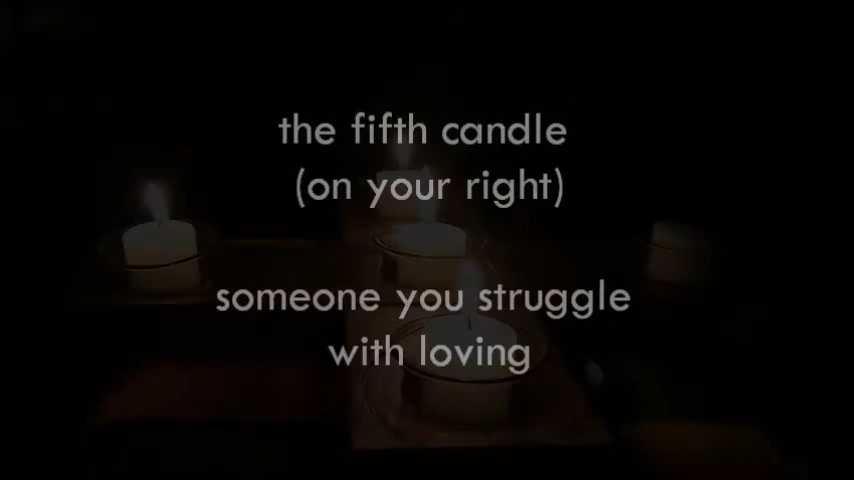 the fifth candle
(on your right)
someone you struggle
with loving